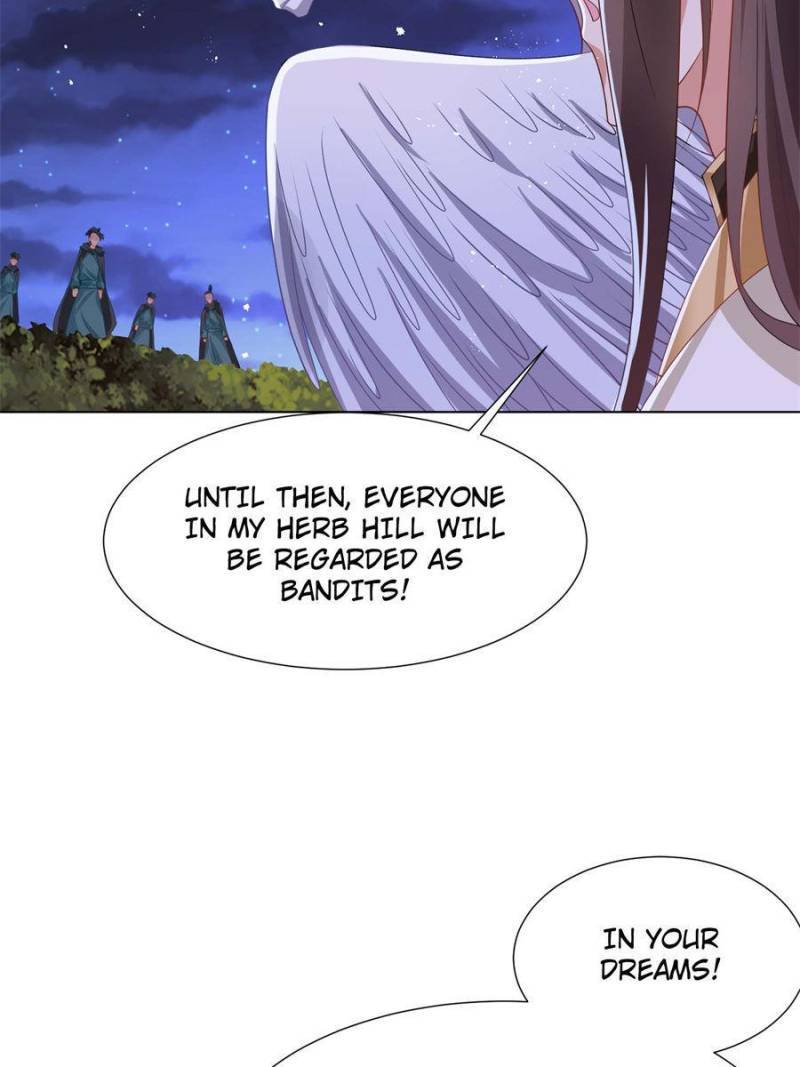 UNTIL THEN, EVERYONE
IN MY HERB HILL WILL
BE REGARDED AS
BANDITS!
IN YOUR
DREAMS!